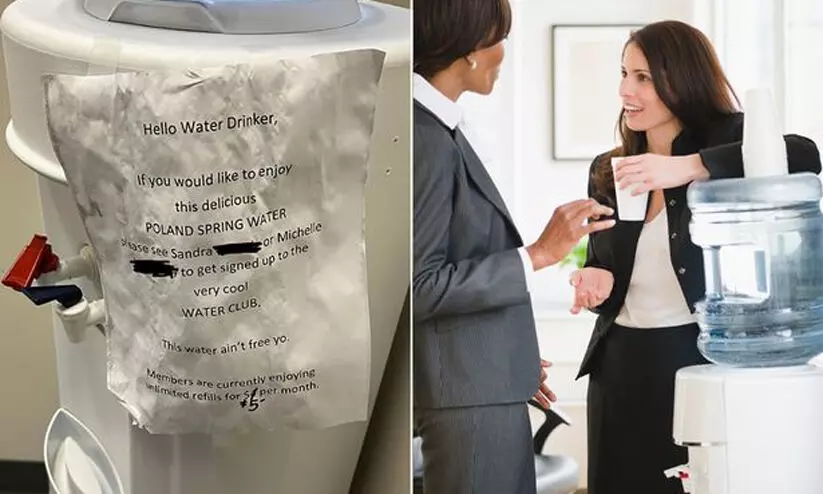 Hello Water Drinker,
If you would like to enjoy
this delicious
POLAND SPRING WATER
please see Sandra or Michelle
to get signed up to the
very cool
WATER CLUB.
This water ain't free yo.
Members are currently enjoying
unlimited refills for $5 per month.